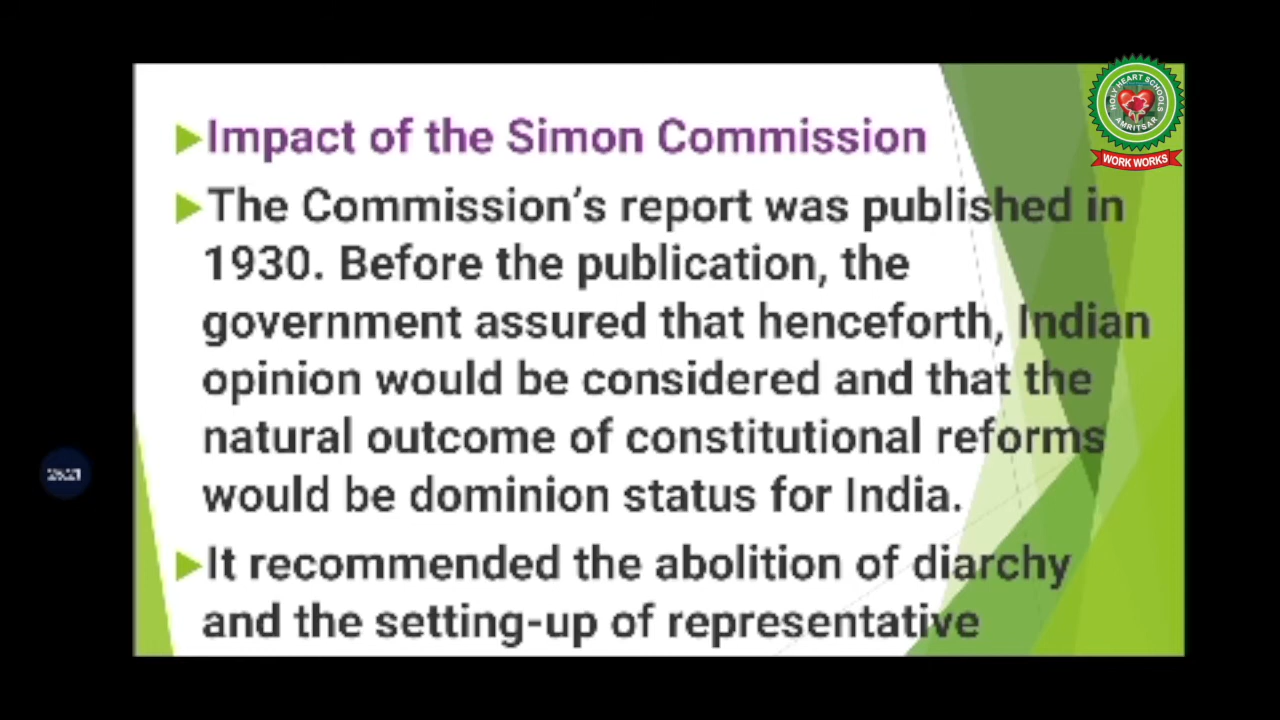 Impact of the Simon Commission
The Commission's report was published in
1930. Before the publication, the
government assured that henceforth, Indian
opinion would be considered and that the
natural outcome of constitutional reforms
would be dominion status for India.
It recommended the abolition of diarchy
and the setting-up of representative
HOLY HEART SCHOOLS
AMRITSAR
WORK WORKS